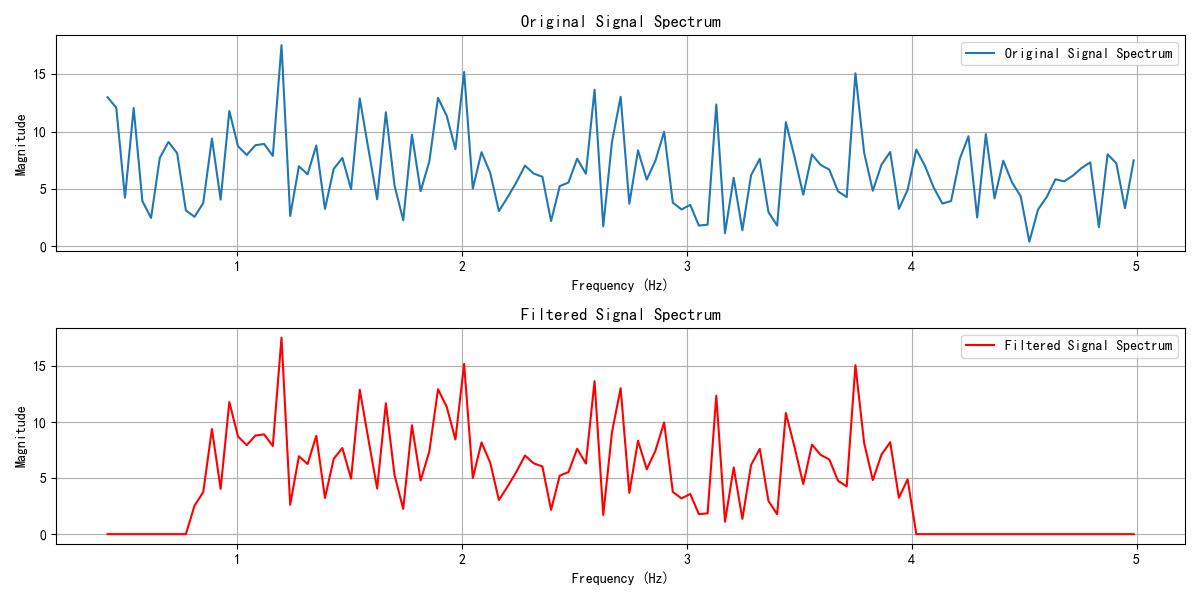 Original Signal Spectrum
Original Signal Spectrum
Magnitude
15
10
5
0
1 2 3 4 5
Frequency (Hz)
Filtered Signal Spectrum
Filtered Signal Spectrum
Magnitude
15
10
5
0
1 2 3 4 5
Frequency (Hz)